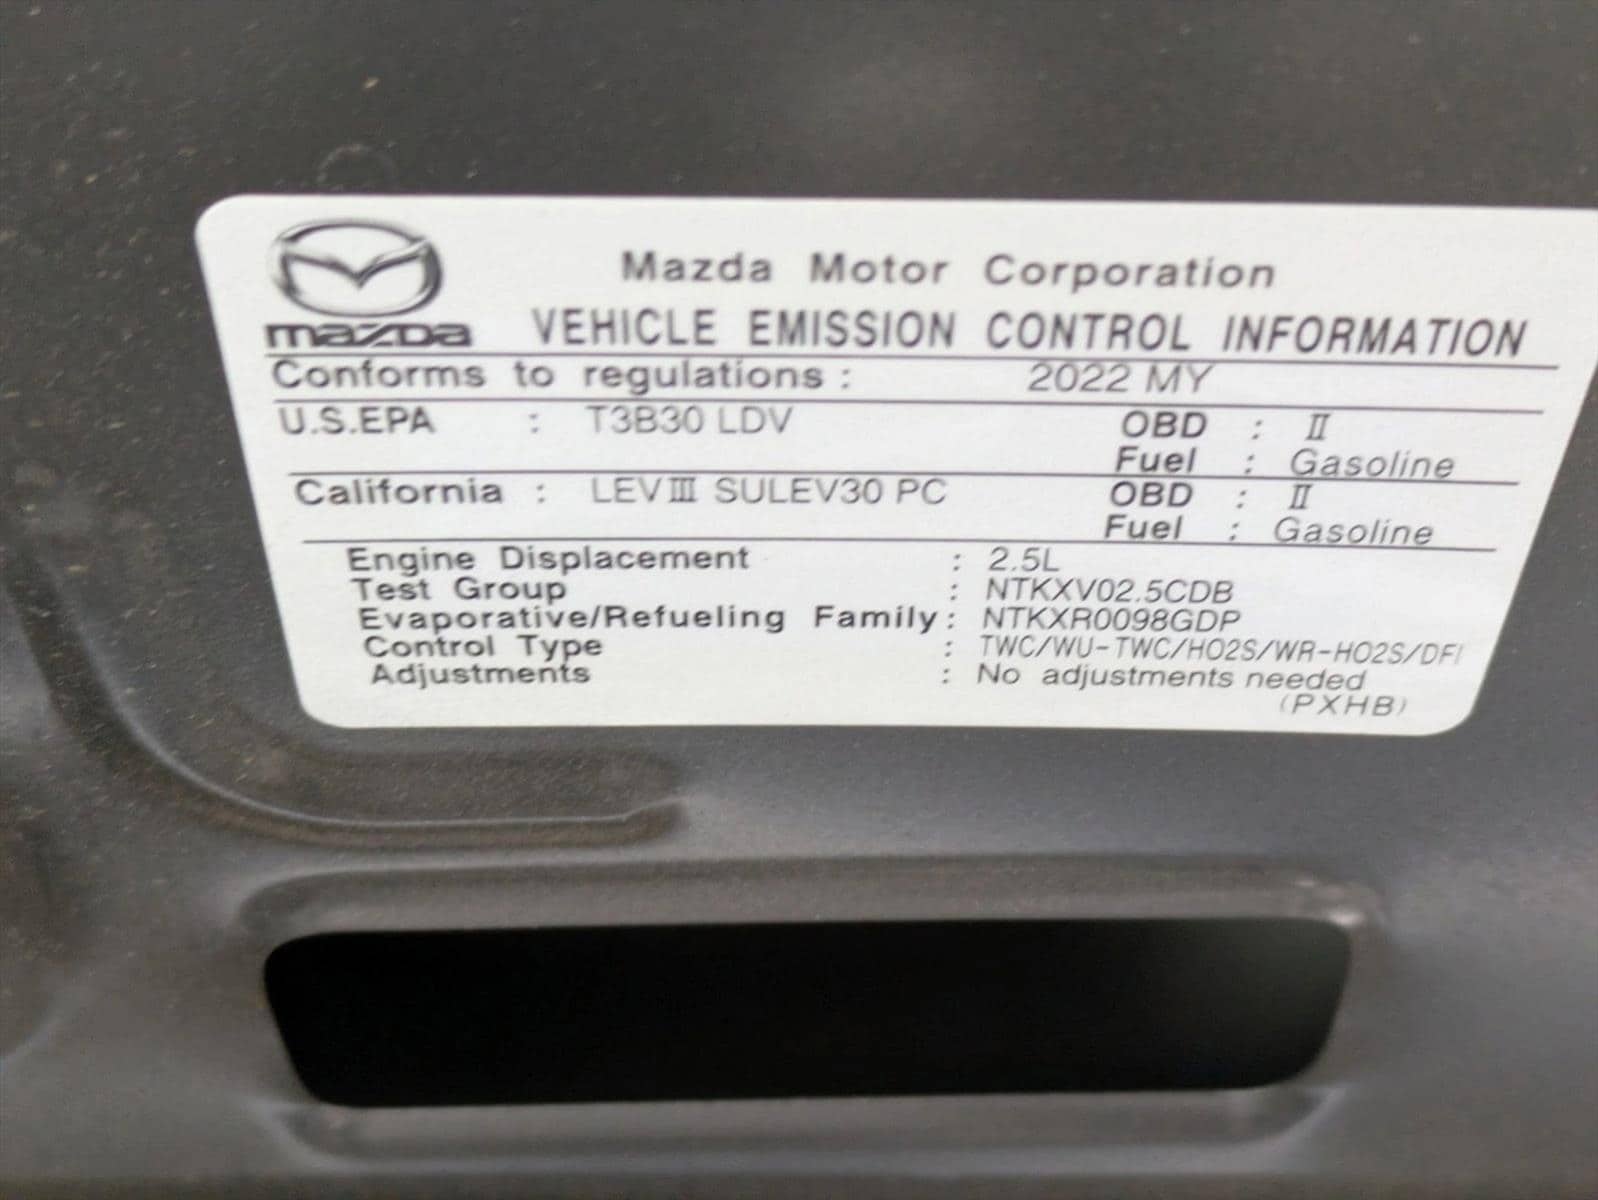 Mazda Motor Corporation
mazda VEHICLE EMISSION CONTROL INFORMATION
Conforms to regulations : 2022 MY
U.S.EPA : T3B30 LDV OBD : II
Fuel : Gasoline
California : LEV III SULEV30 PC OBD : II
Fuel : Gasoline
Engine Displacement : 2.5L
Test Group : NTKXV02.5CDB
Evaporative/Refueling Family : NTKXR0098GDP
Control Type : TWC/WU-TWC/HO2S/WR-HO2S/DFI
Adjustments : No adjustments needed
(PXHB)